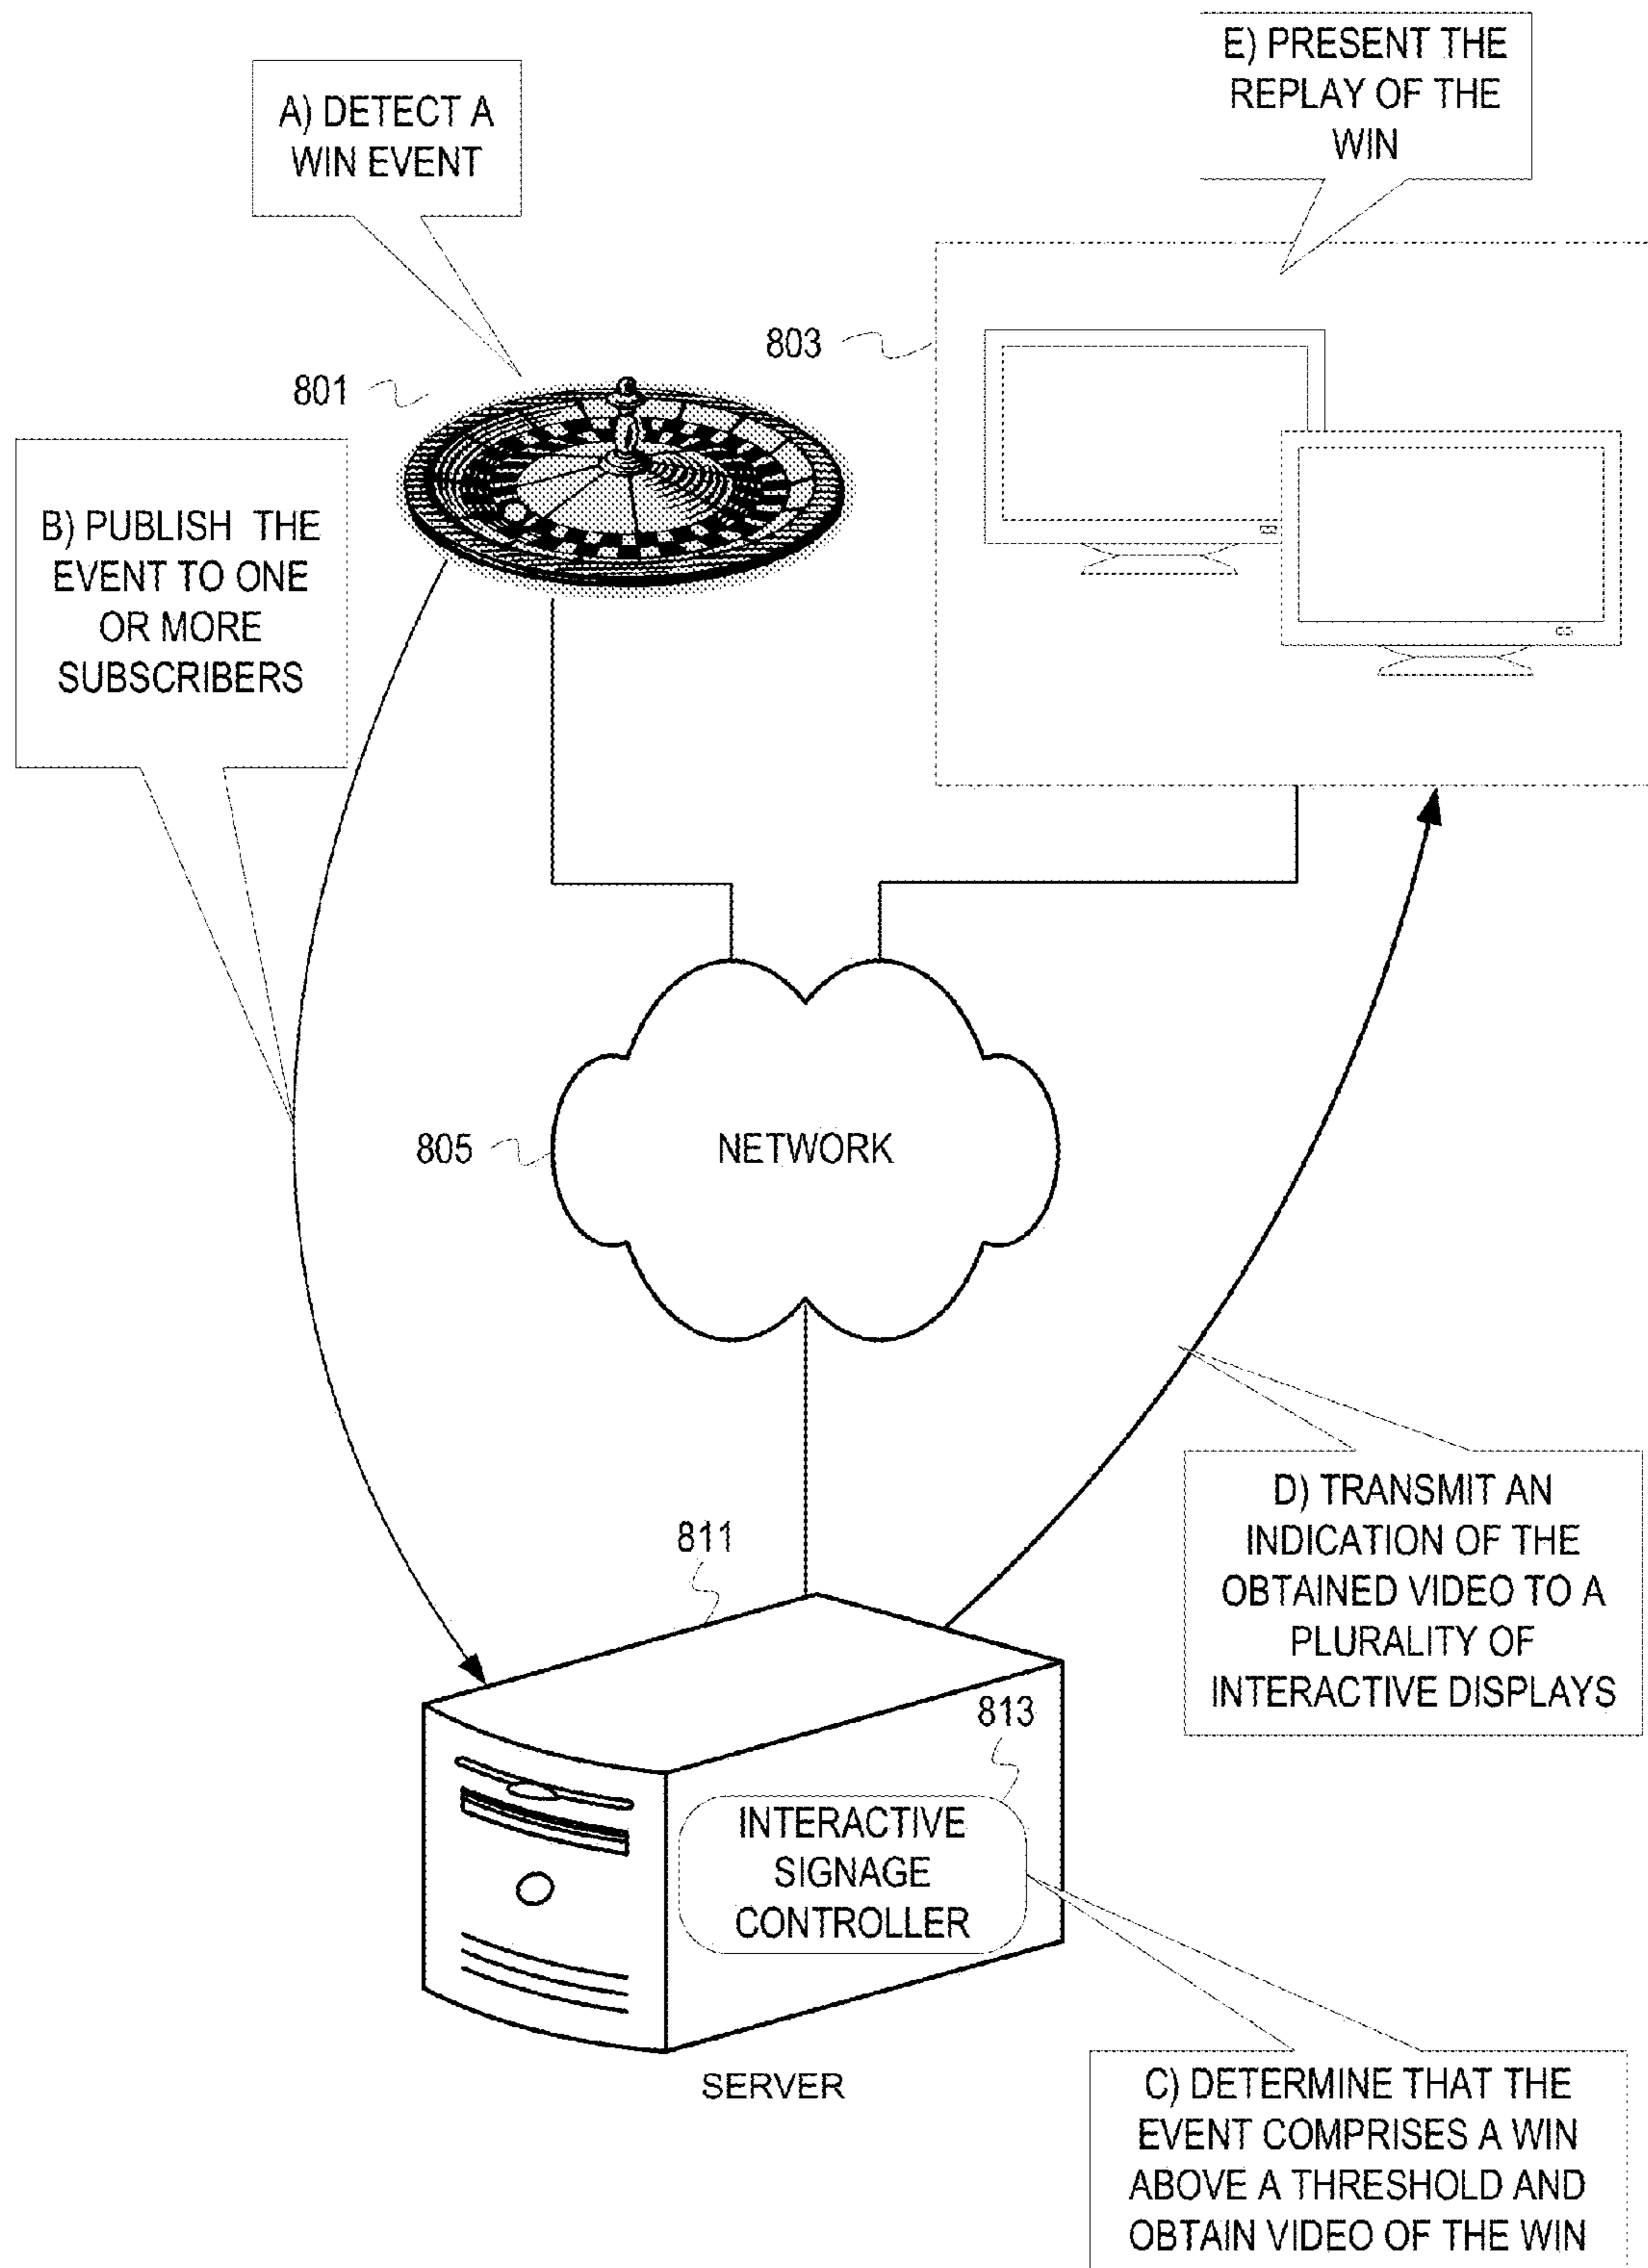 E) PRESENT THE
REPLAY OF THE
WIN
A) DETECT A
WIN EVENT
803
801
B) PUBLISH THE
EVENT TO ONE
OR MORE
SUBSCRIBERS
805
NETWORK
D) TRANSMIT AN
INDICATION OF THE
OBTAINED VIDEO TO A
PLURALITY OF
INTERACTIVE DISPLAYS
811
813
INTERACTIVE
SIGNAGE
CONTROLLER
SERVER
C) DETERMINE THAT THE
EVENT COMPRISES A WIN
ABOVE A THRESHOLD AND
OBTAIN VIDEO OF THE WIN